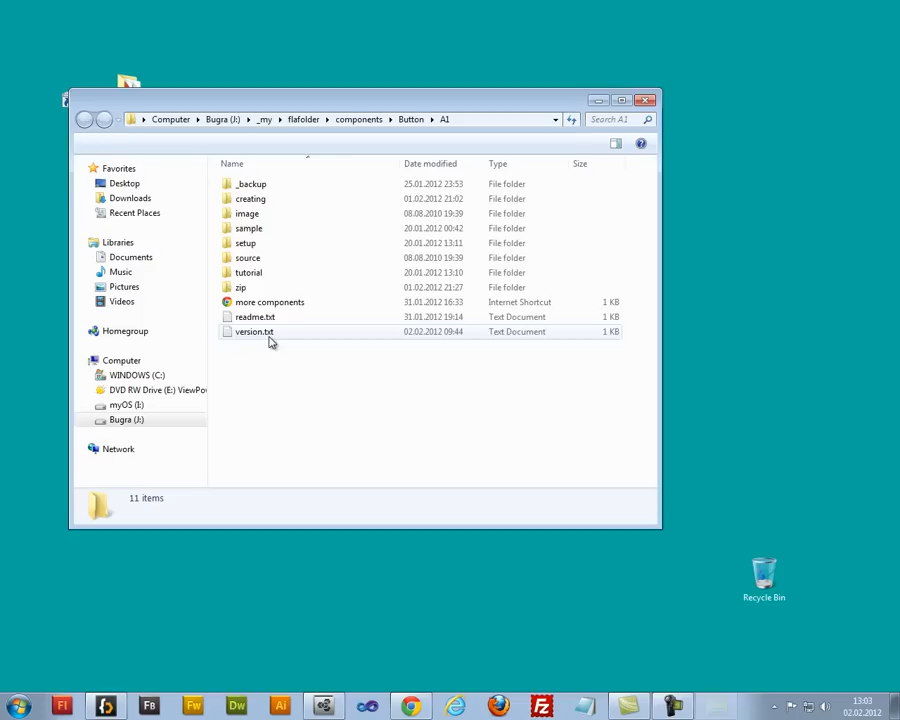 Computer Bugra (J:) _my flafolder components Button A1 Search A1
Name Date modified Type Size
Favorites
Desktop
Downloads
Recent Places
Libraries
Documents
Music
Pictures
Videos
Homegroup
Computer
WINDOWS (C:)
DVD RW Drive (E:) ViewPo
myOS (I:)
Bugra (J:)
Network
_backup 25.01.2012 23:53 File folder
creating 01.02.2012 21:02 File folder
image 08.08.2010 19:39 File folder
sample 20.01.2012 00:42 File folder
setup 20.01.2012 13:11 File folder
source 08.08.2010 19:39 File folder
tutorial 20.01.2012 13:10 File folder
zip 01.02.2012 21:27 File folder
more components 31.01.2012 16:33 Internet Shortcut 1 KB
readme.txt 31.01.2012 19:14 Text Document 1 KB
version.txt 02.02.2012 09:44 Text Document 1 KB
11 items
Recycle Bin
Fl Fb Fw Dw Ai FZ
13:03
02.02.2012